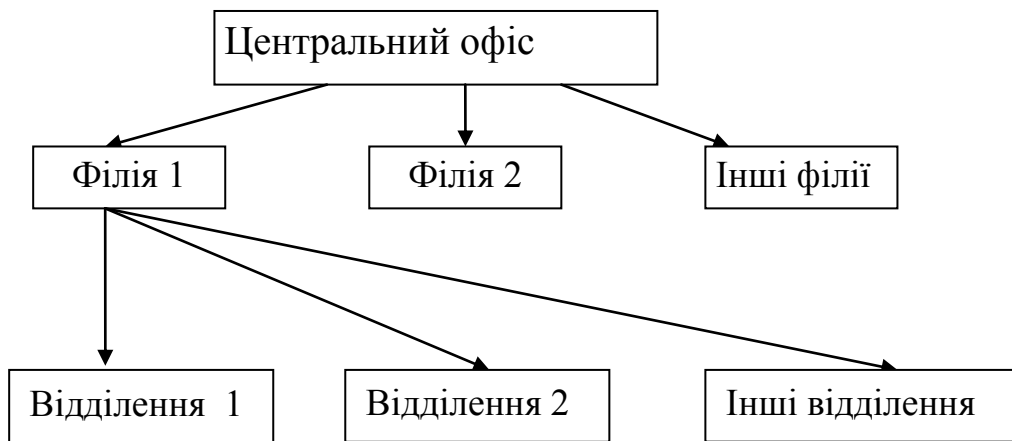 Центральний офіс
Філія 1
Філія 2
Інші філії
Відділення 1
Відділення 2
Інші відділення